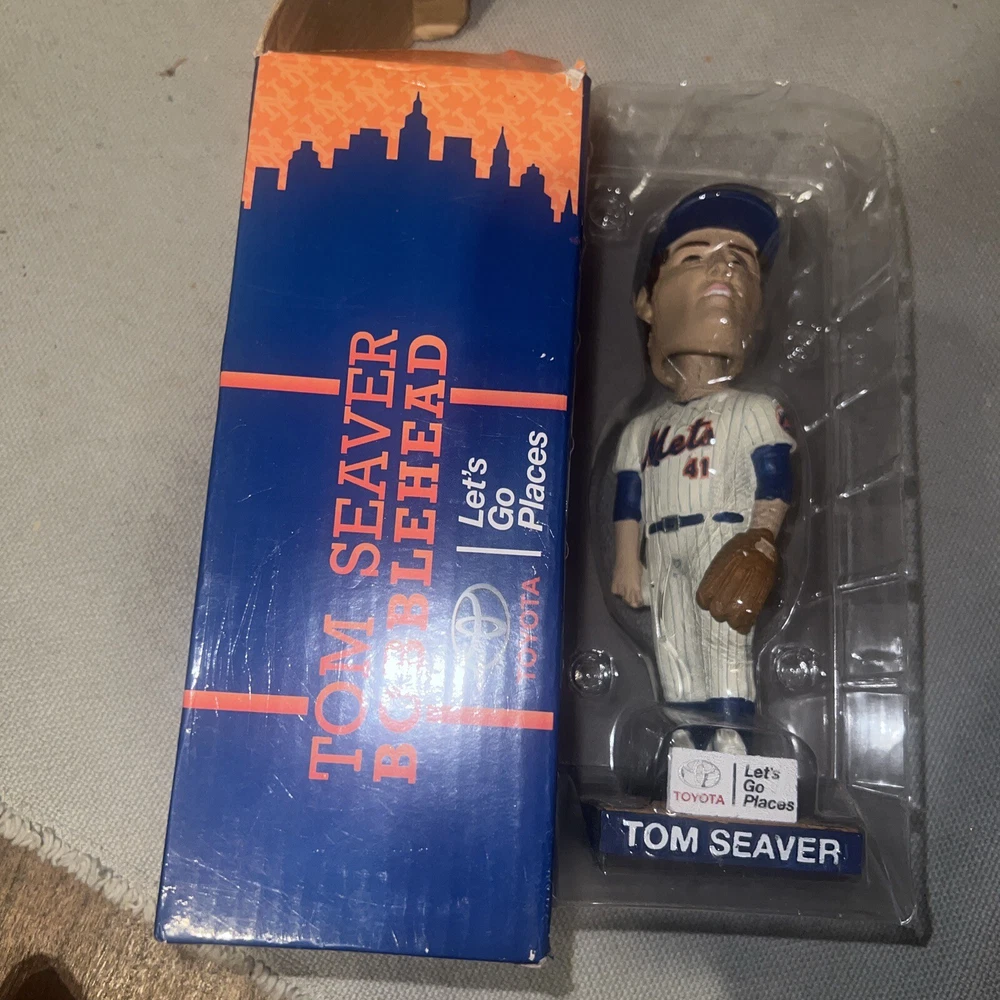 TOM SEAVER
BOBBLEHEAD
TOYOTA
Let's
Go
Places
Mets
41
TOYOTA
Let's
Go
Places
TOM SEAVER